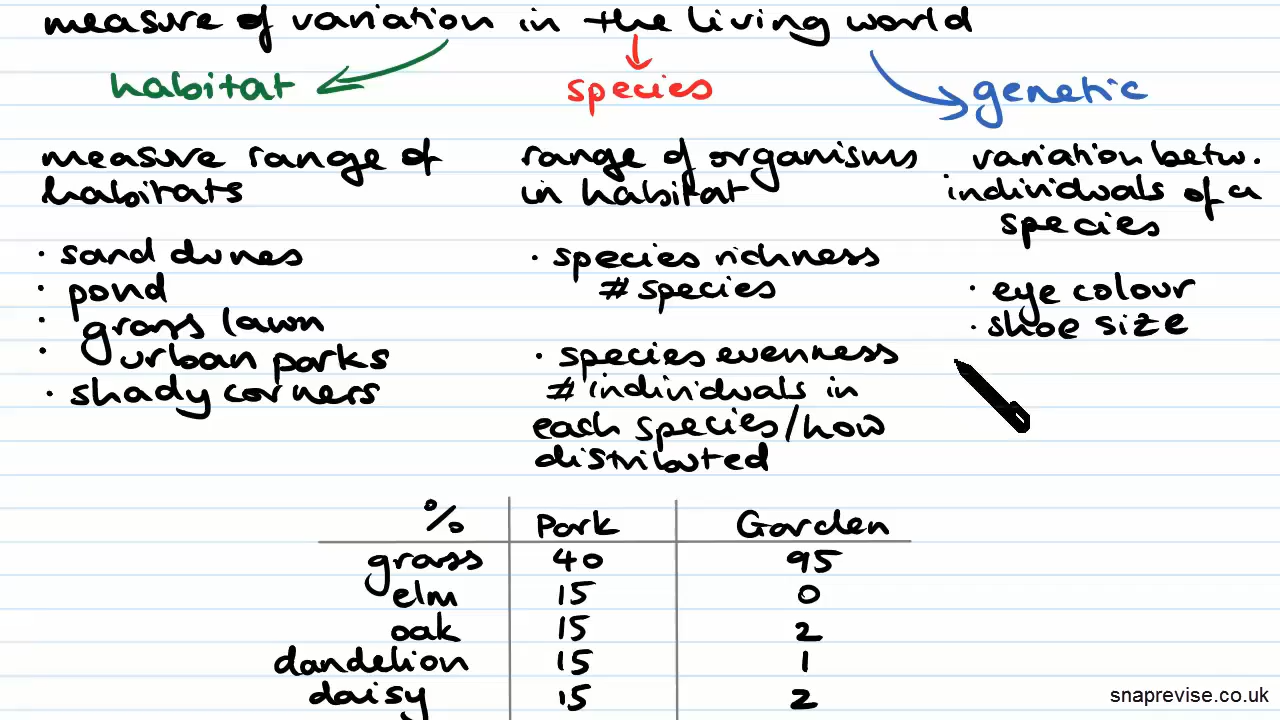 measure of variation in the living world
habitat
species
genetic
measure range of
habitats
· sand dunes
· pond
· grass lawn
· urban parks
· shady corners
range of organisms
in habitat
· species richness
# species
· species evenness
# individuals in
each species/how
distributed
variation betw.
individuals of a
species
· eye colour
· shoe size
% Park Garden
grass 40 95
elm 15 0
oak 15 2
dandelion 15 1
daisy 15 2
snaprevise.co.uk